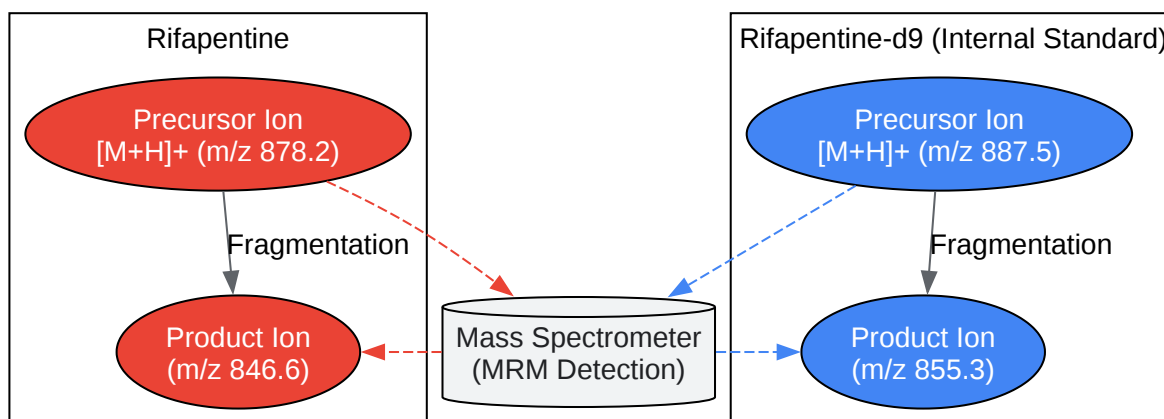 Rifapentine
Precursor Ion
[M+H]+ (m/z 878.2)
Fragmentation
Product Ion
(m/z 846.6)
Mass Spectrometer
(MRM Detection)
Rifapentine-d9 (Internal Standard)
Precursor Ion
[M+H]+ (m/z 887.5)
Fragmentation
Product Ion
(m/z 855.3)